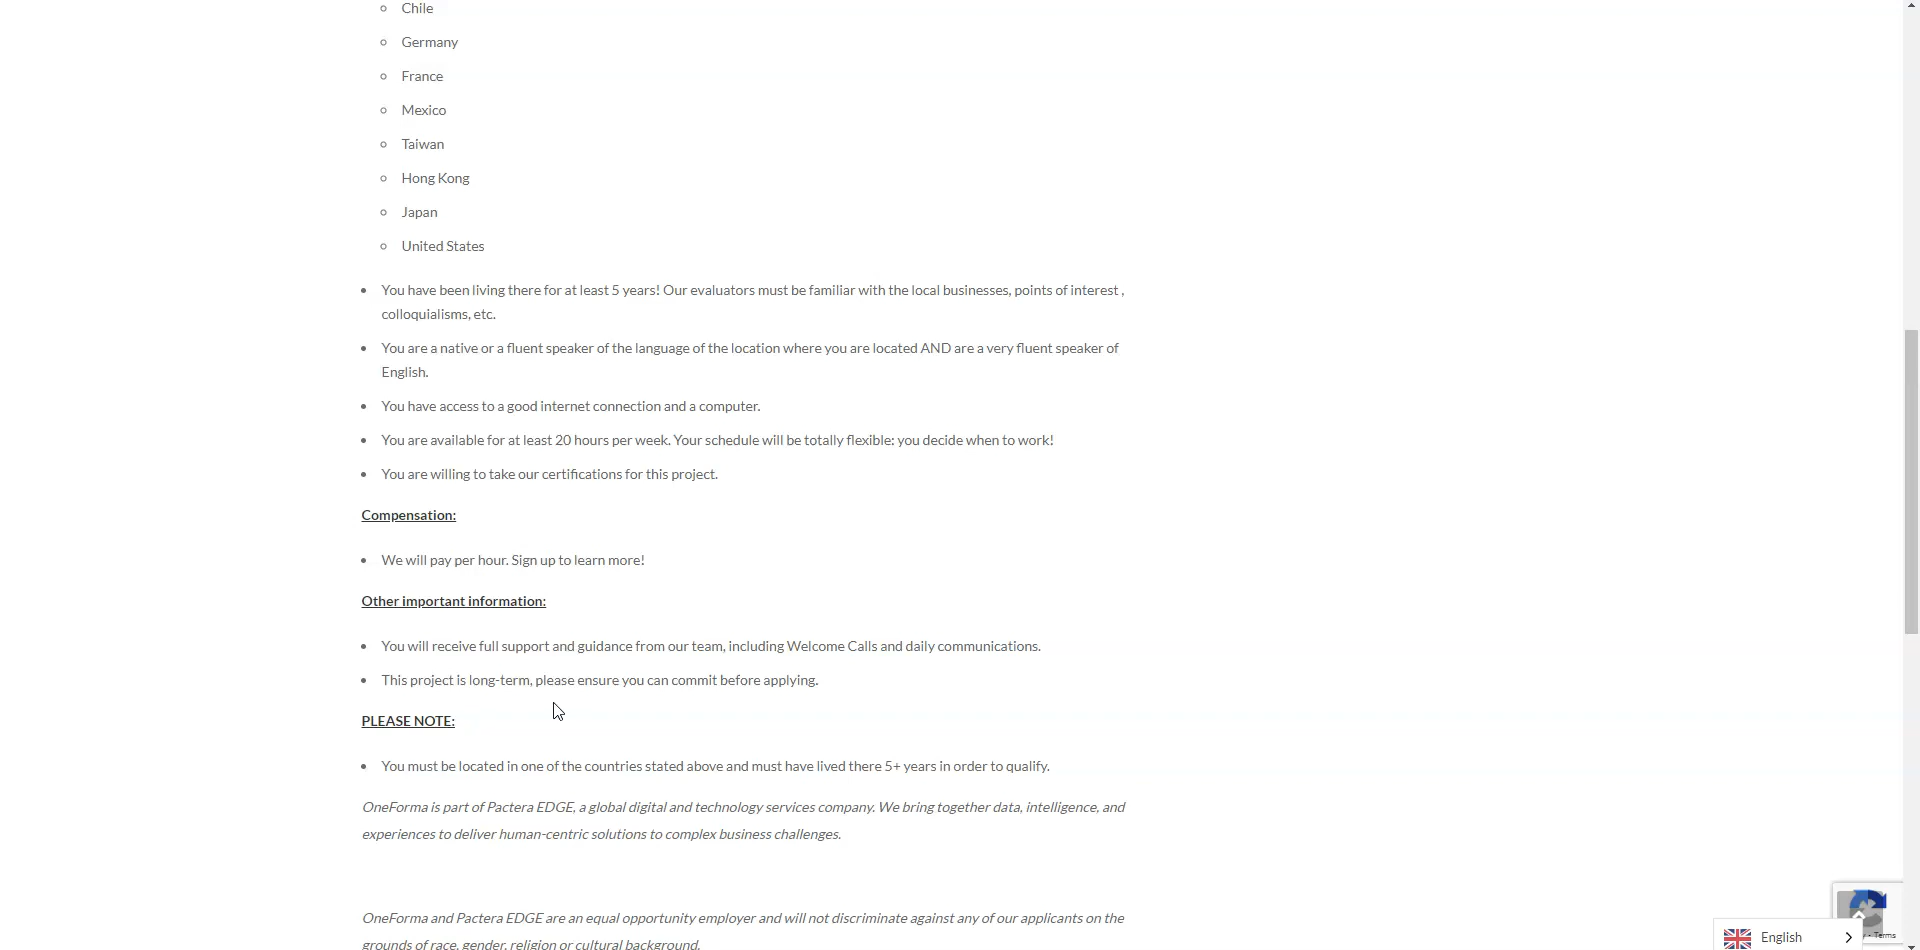 Chile
Germany
France
Mexico
Taiwan
Hong Kong
Japan
United States
You have been living there for at least 5 years! Our evaluators must be familiar with the local businesses, points of interest ,
colloquialisms, etc.
You are a native or a fluent speaker of the language of the location where you are located AND are a very fluent speaker of
English.
You have access to a good internet connection and a computer.
You are available for at least 20 hours per week. Your schedule will be totally flexible: you decide when to work!
You are willing to take our certifications for this project.
Compensation:
We will pay per hour. Sign up to learn more!
Other important information:
You will receive full support and guidance from our team, including Welcome Calls and daily communications.
This project is long-term, please ensure you can commit before applying.
PLEASE NOTE:
You must be located in one of the countries stated above and must have lived there 5+ years in order to qualify.
OneForma is part of Pactera EDGE, a global digital and technology services company. We bring together data, intelligence, and
experiences to deliver human-centric solutions to complex business challenges.
OneForma and Pactera EDGE are an equal opportunity employer and will not discriminate against any of our applicants on the
grounds of race, gender, religion or cultural background.
Terms
English